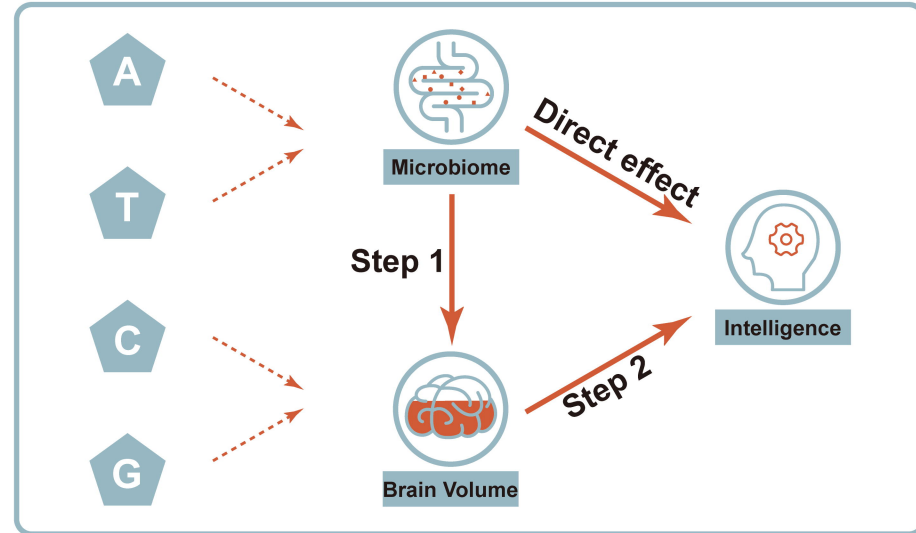 A
T
C
G
Microbiome
Direct effect
Step 1
Intelligence
Step 2
Brain Volume